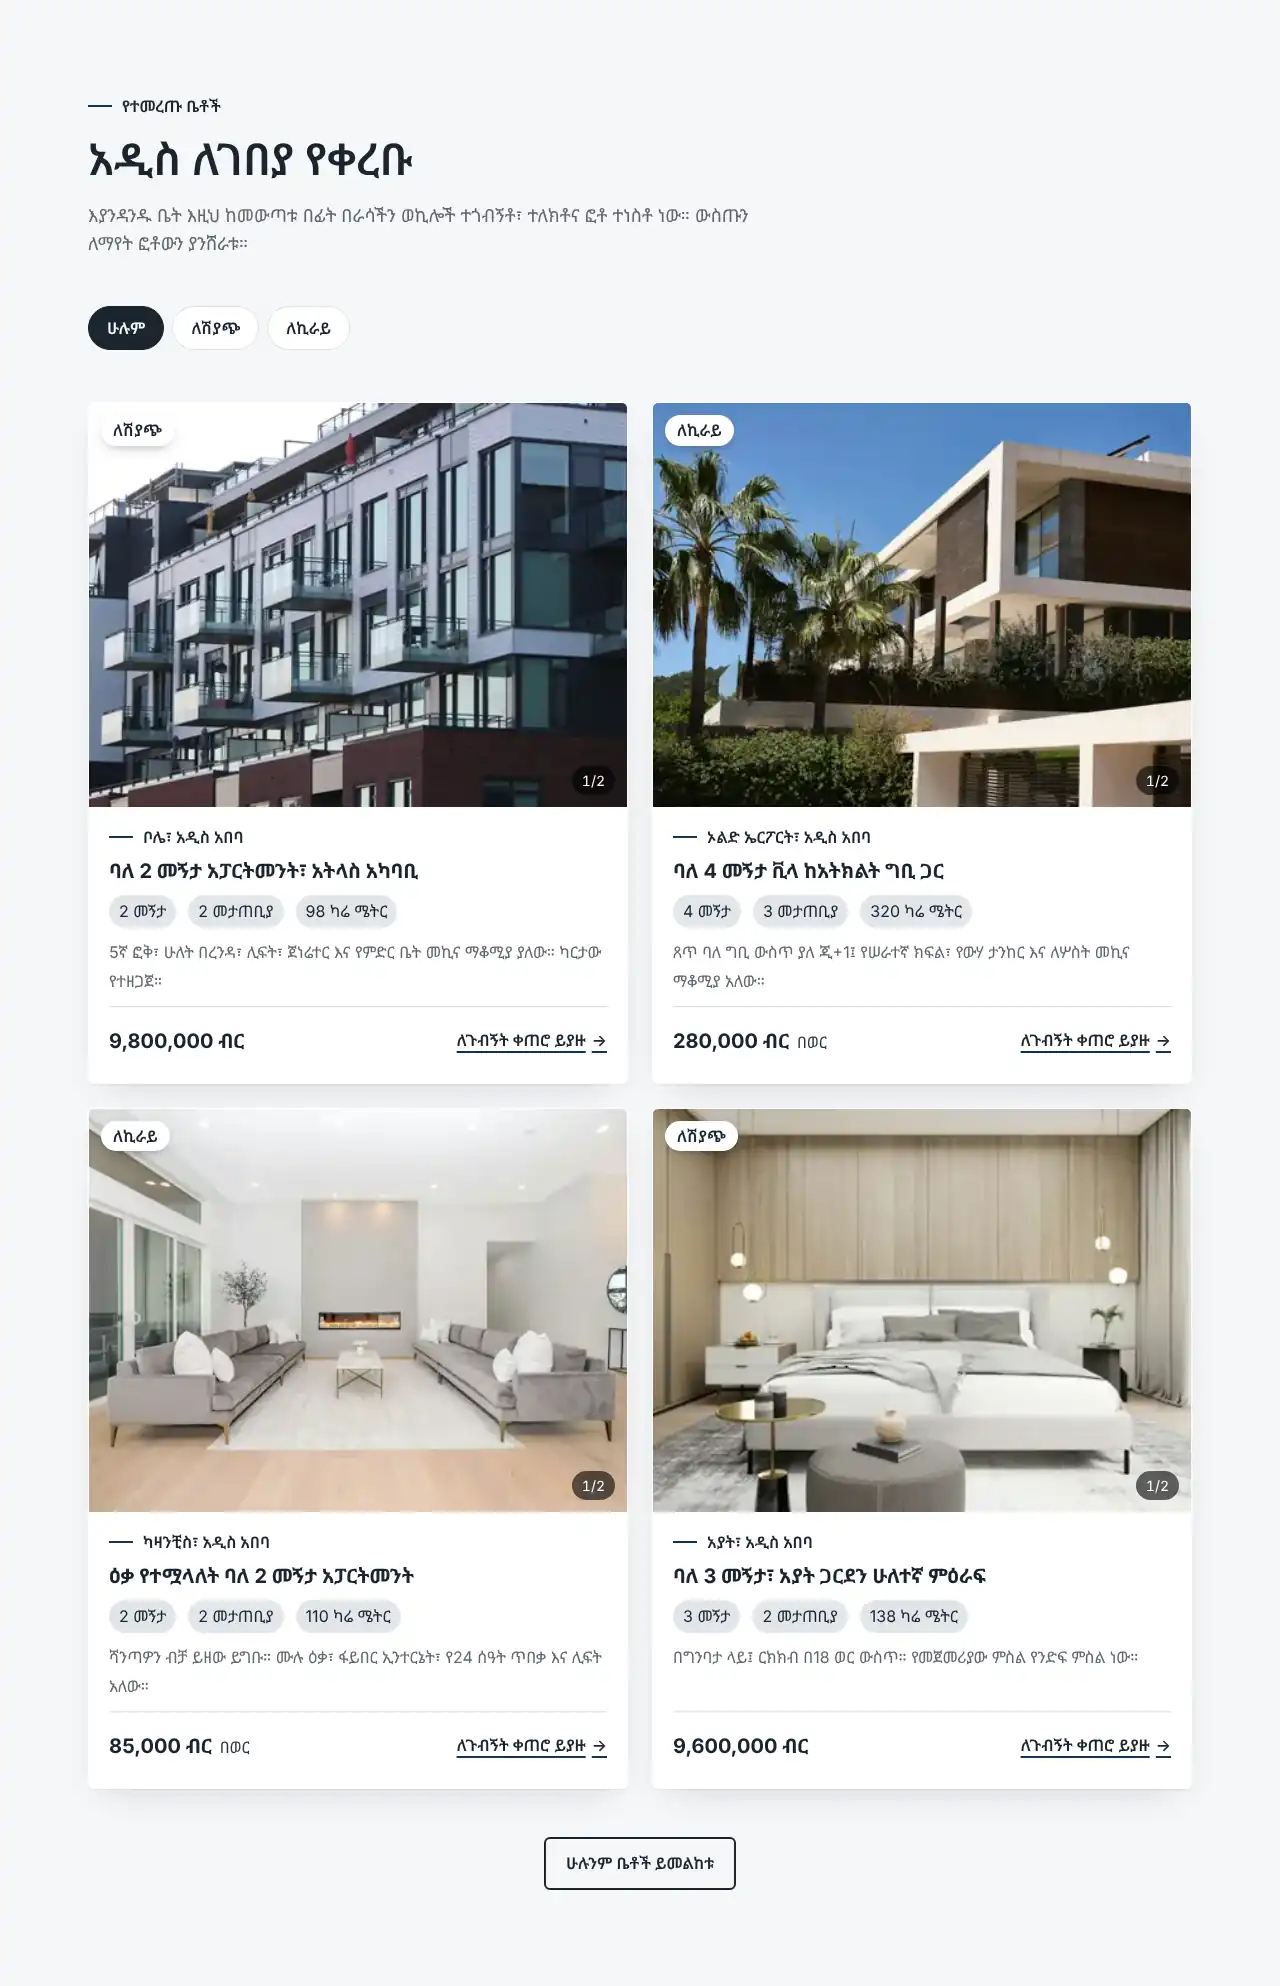 የተመረጡ ቤቶች
አዲስ ለገበያ የቀረቡ
እያንዳንዱ ቤት እዚህ ከመውጣቱ በፊት በራሳችን ወኪሎች ተጎብኝቶ፣ ተለክቶና ፎቶ ተነስቶ ነው። ውስጡን
ለማየት ፎቶውን ያንሸራቱ።
ሁሉም
ለሽያጭ
ለኪራይ
ለሽያጭ
1/2
ቦሌ፣ አዲስ አበባ
ባለ 2 መኝታ አፓርትመንት፣ አትላስ አካባቢ
2 መኝታ
2 መታጠቢያ
98 ካሬ ሜትር
5ኛ ፎቅ፣ ሁለት በረንዳ፣ ሊፍት፣ ጀነሬተር እና የምድር ቤት መኪና ማቆሚያ ያለው። ካርታው
የተዘጋጀ።
9,800,000 ብር
ለጉብኝት ቀጠሮ ይያዙ →
ለኪራይ
1/2
ኦልድ ኤርፖርት፣ አዲስ አበባ
ባለ 4 መኝታ ቪላ ከአትክልት ግቢ ጋር
4 መኝታ
3 መታጠቢያ
320 ካሬ ሜትር
ጸጥ ባለ ግቢ ውስጥ ያለ ጂ+1፤ የሠራተኛ ክፍል፣ የውሃ ታንከር እና ለሦስት መኪና
ማቆሚያ አለው።
280,000 ብር በወር
ለጉብኝት ቀጠሮ ይያዙ →
ለኪራይ
1/2
ካዛንቺስ፣ አዲስ አበባ
ዕቃ የተሟላለት ባለ 2 መኝታ አፓርትመንት
2 መኝታ
2 መታጠቢያ
110 ካሬ ሜትር
ሻንጣዎን ብቻ ይዘው ይግቡ። ሙሉ ዕቃ፣ ፋይበር ኢንተርኔት፣ የ24 ሰዓት ጥበቃ እና ሊፍት
አለው።
85,000 ብር በወር
ለጉብኝት ቀጠሮ ይያዙ →
ለሽያጭ
1/2
አያት፣ አዲስ አበባ
ባለ 3 መኝታ፣ አያት ጋርደን ሁለተኛ ምዕራፍ
3 መኝታ
2 መታጠቢያ
138 ካሬ ሜትር
በግንባታ ላይ፤ ርክክብ በ18 ወር ውስጥ። የመጀመሪያው ምስል የንድፍ ምስል ነው።
9,600,000 ብር
ለጉብኝት ቀጠሮ ይያዙ →
ሁሉንም ቤቶች ይመልከቱ